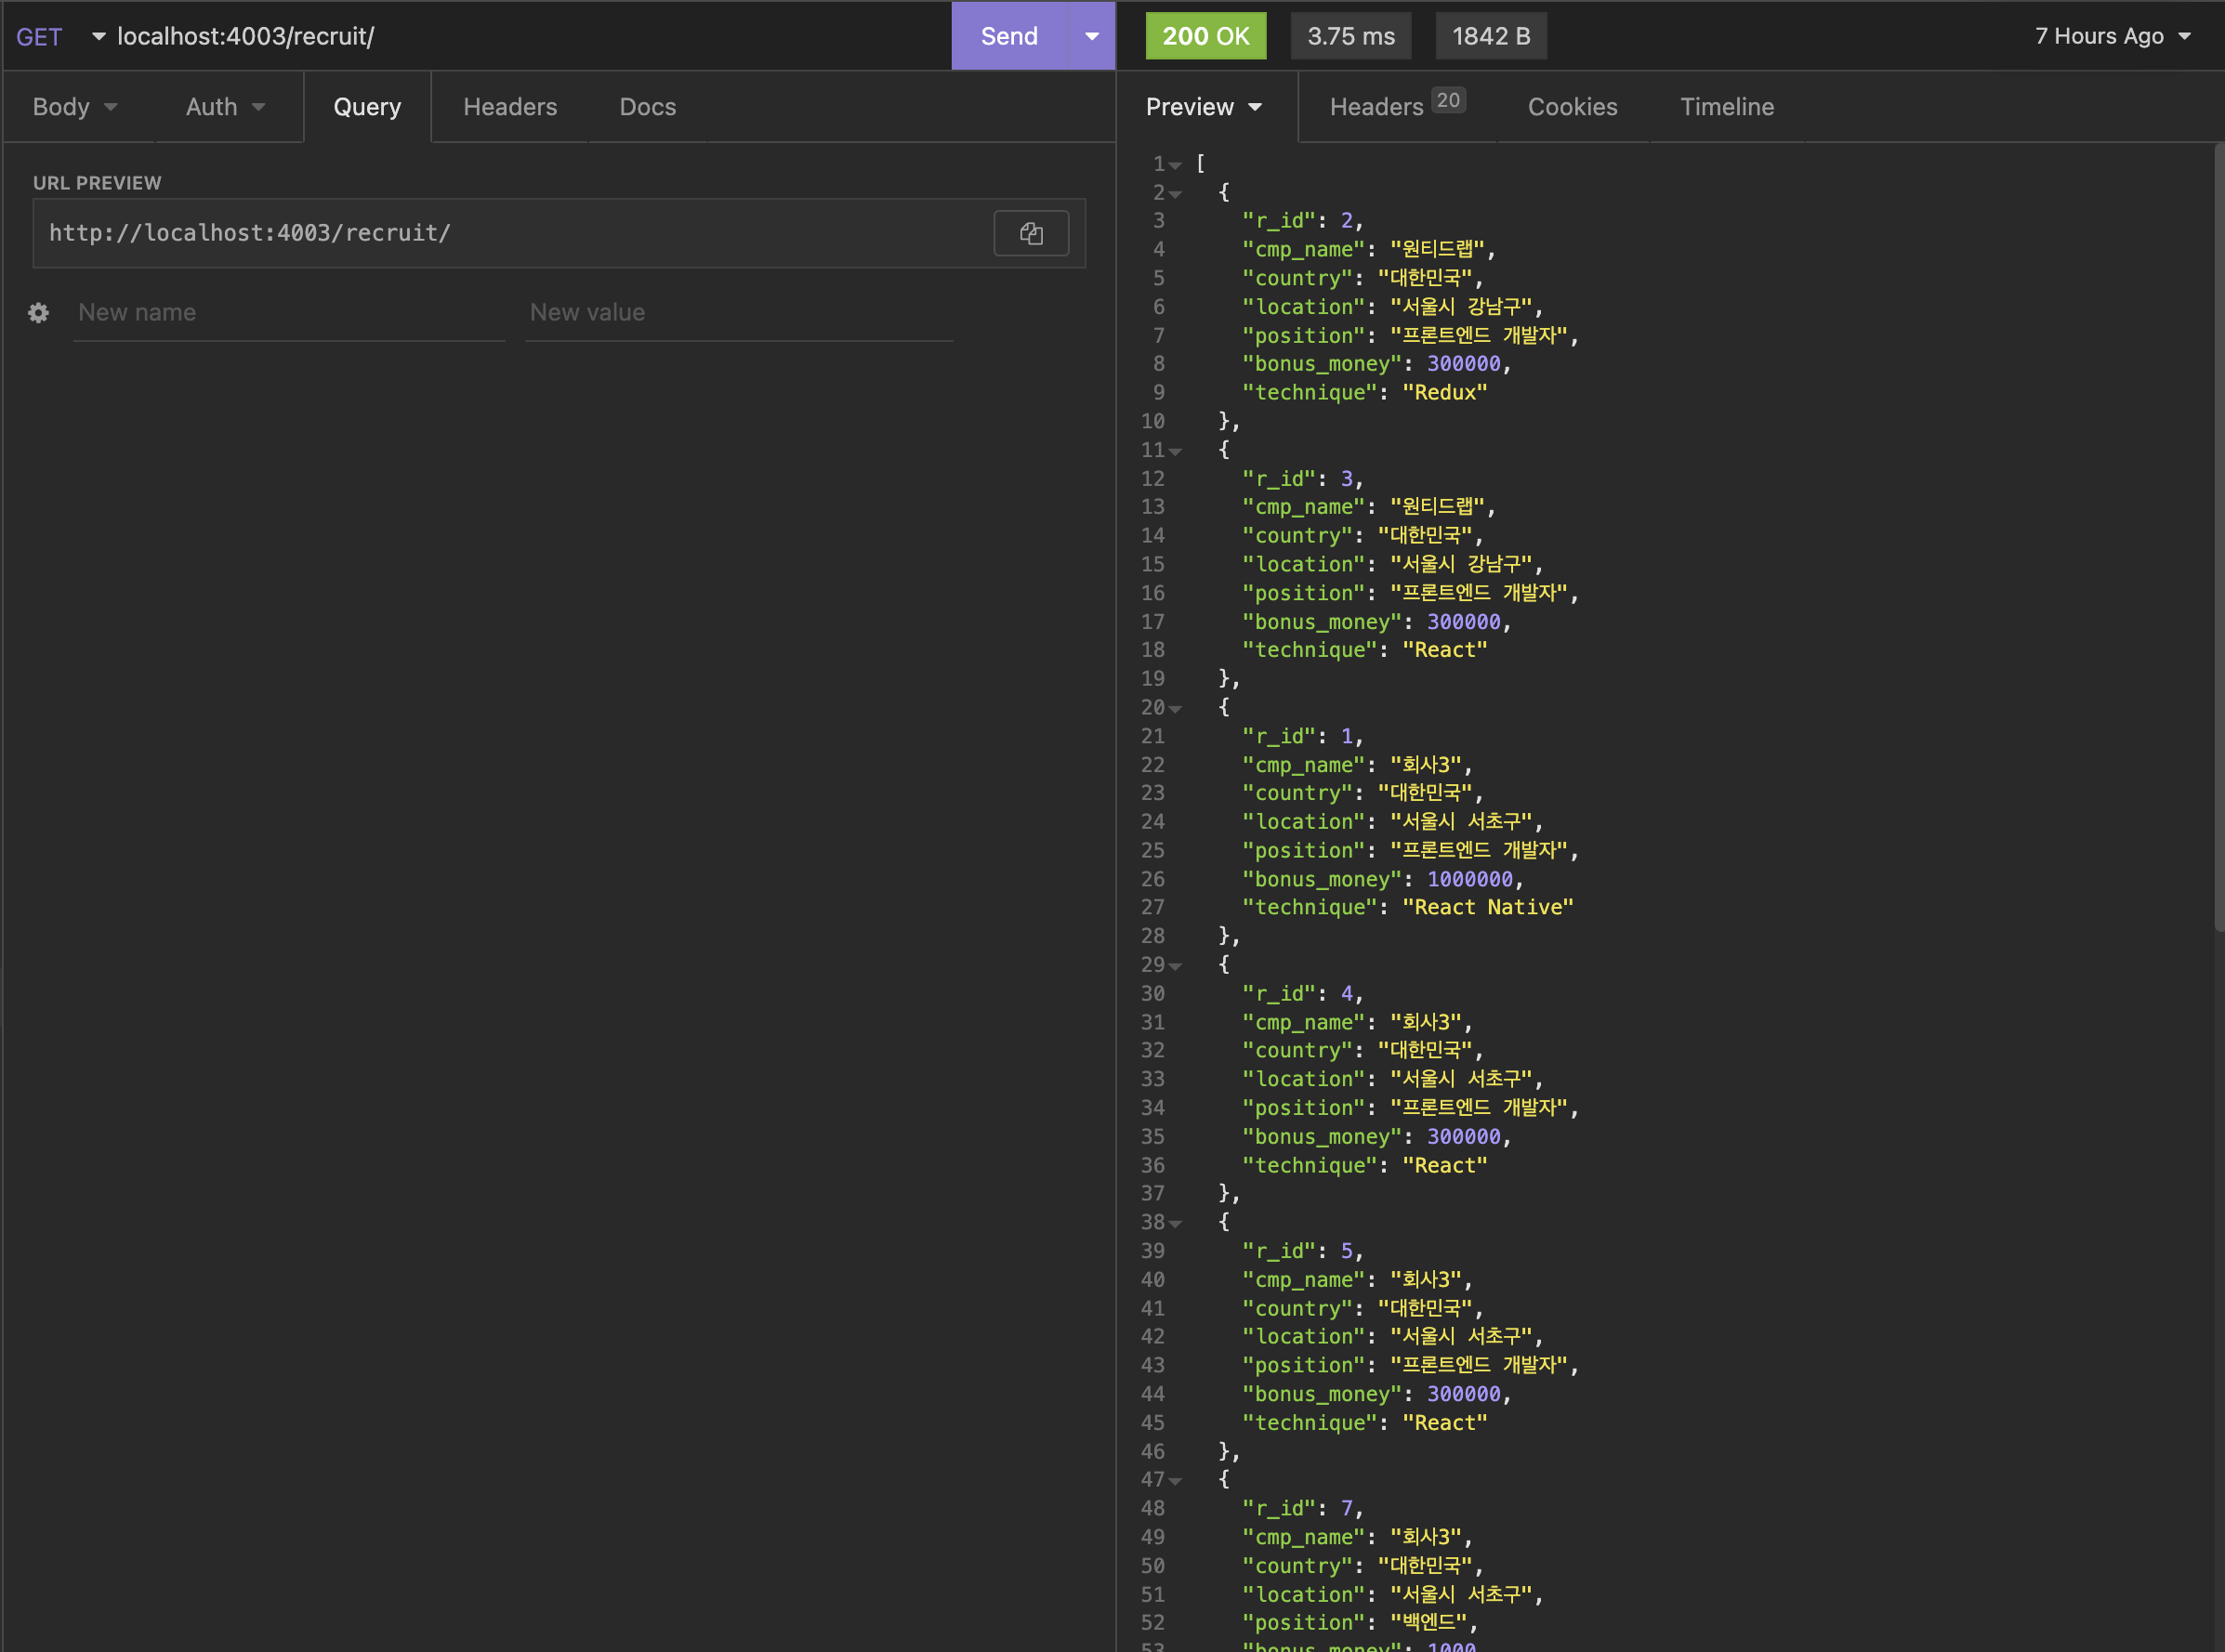 GET localhost:4003/recruit/ Send
Body Auth Query Headers Docs
URL PREVIEW
http://localhost:4003/recruit/
New name New value
200 OK 3.75 ms 1842 B 7 Hours Ago
Preview Headers 20 Cookies Timeline
1 [
2 {
3 "r_id": 2,
4 "cmp_name": "원티드랩",
5 "country": "대한민국",
6 "location": "서울시 강남구",
7 "position": "프론트엔드 개발자",
8 "bonus_money": 300000,
9 "technique": "Redux"
10 },
11 {
12 "r_id": 3,
13 "cmp_name": "원티드랩",
14 "country": "대한민국",
15 "location": "서울시 강남구",
16 "position": "프론트엔드 개발자",
17 "bonus_money": 300000,
18 "technique": "React"
19 },
20 {
21 "r_id": 1,
22 "cmp_name": "회사3",
23 "country": "대한민국",
24 "location": "서울시 서초구",
25 "position": "프론트엔드 개발자",
26 "bonus_money": 1000000,
27 "technique": "React Native"
28 },
29 {
30 "r_id": 4,
31 "cmp_name": "회사3",
32 "country": "대한민국",
33 "location": "서울시 서초구",
34 "position": "프론트엔드 개발자",
35 "bonus_money": 300000,
36 "technique": "React"
37 },
38 {
39 "r_id": 5,
40 "cmp_name": "회사3",
41 "country": "대한민국",
42 "location": "서울시 서초구",
43 "position": "프론트엔드 개발자",
44 "bonus_money": 300000,
45 "technique": "React"
46 },
47 {
48 "r_id": 7,
49 "cmp_name": "회사3",
50 "country": "대한민국",
51 "location": "서울시 서초구",
52 "position": "백엔드",
53 "bonus_money": 1000